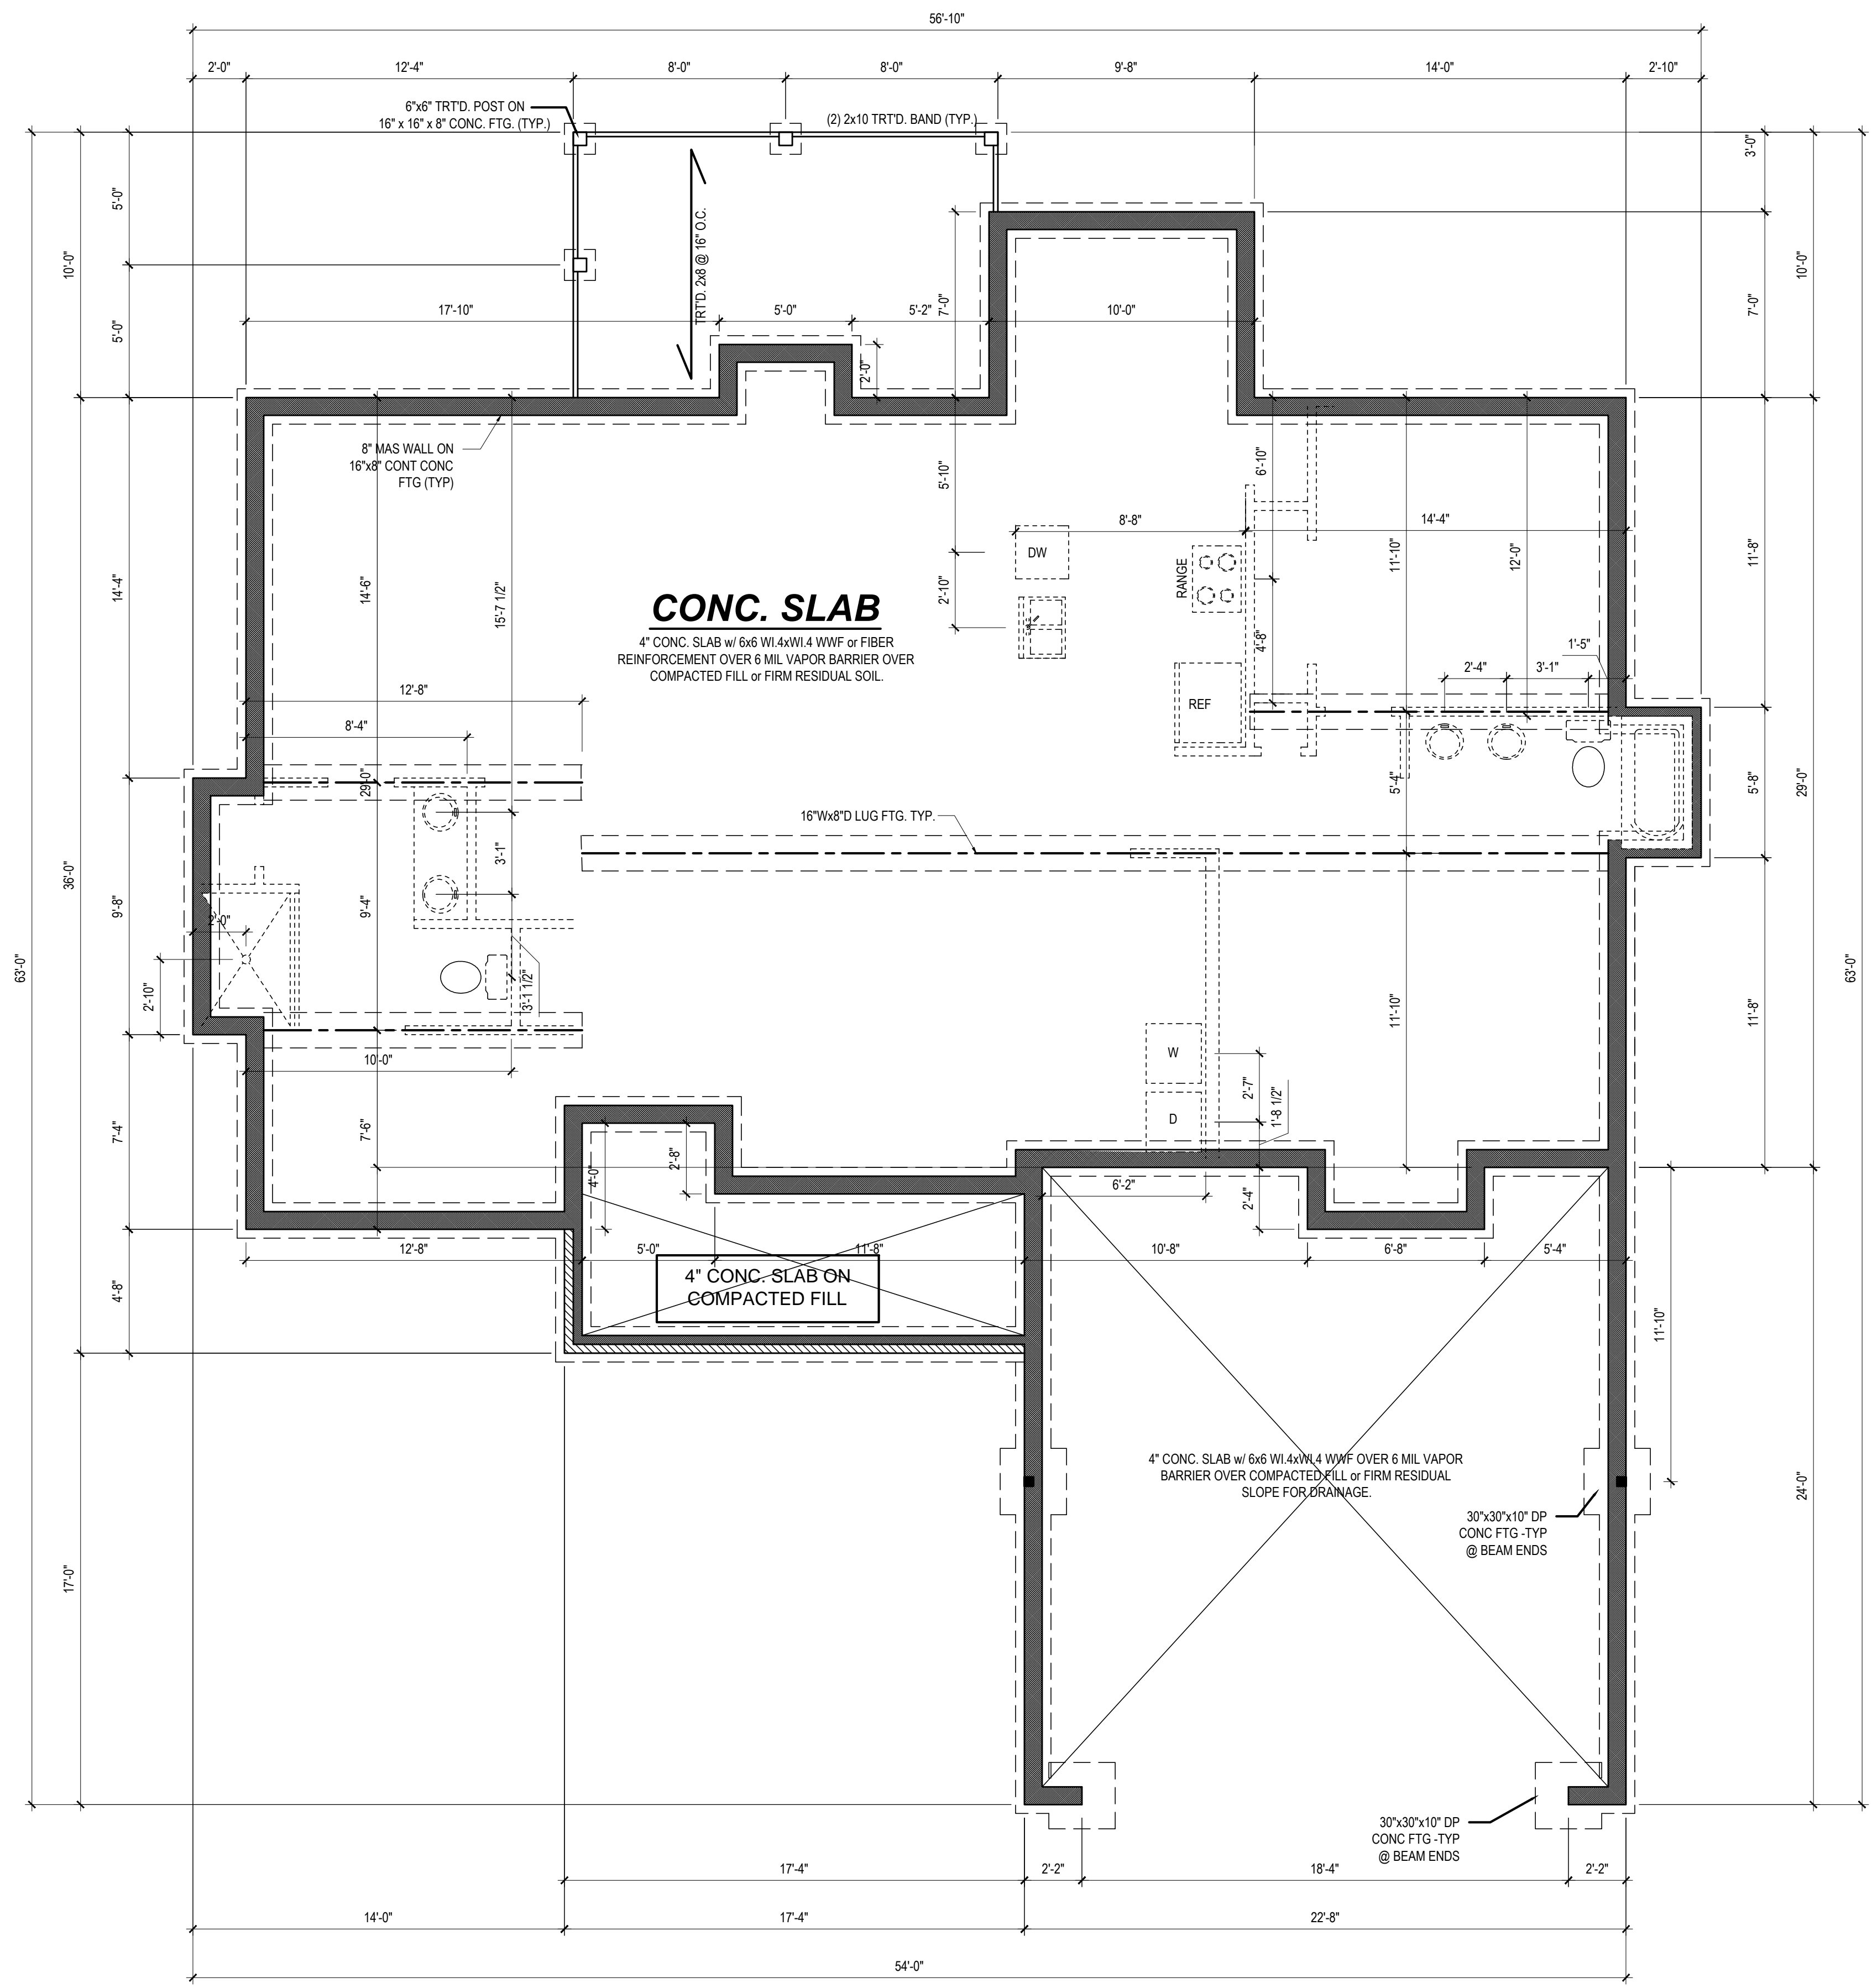 56'-10"
2'-0"
12'-4"
8'-0"
8'-0"
9'-8"
14'-0"
2'-10"
6"x6" TRT'D. POST ON
16" x 16" x 8" CONC. FTG. (TYP.)
(2) 2x10 TRT'D. BAND (TYP.)
3'-0"
5'-0"
10'-0"
10'-0"
TRT'D. 2x8 @ 16" O.C.
7'-0"
7'-0"
5'-0"
17'-10"
5'-0"
5'-2"
10'-0"
2'-0"
8" MAS WALL ON
16"x8" CONT CONC
FTG (TYP)
5'-10"
6'-10"
8'-8"
14'-4"
DW
RANGE
11'-10"
12'-0"
11'-8"
14'-4"
14'-6"
15'-7 1/2"
2'-10"
CONC. SLAB
4" CONC. SLAB w/ 6x6 WI.4xWI.4 WWF or FIBER
REINFORCEMENT OVER 6 MIL VAPOR BARRIER OVER
COMPACTED FILL or FIRM RESIDUAL SOIL.
4'-8"
1'-5"
2'-4"
3'-1"
12'-8"
REF
8'-4"
29'-0"
5'-4"
5'-8"
29'-0"
16"Wx8"D LUG FTG. TYP.
3'-1"
36'-0"
9'-8"
9'-4"
2'-0"
63'-0"
63'-0"
2'-10"
3'-1 1/2"
11'-10"
11'-8"
10'-0"
W
2'-7"
1'-8 1/2"
D
7'-4"
7'-6"
2'-8"
4'-0"
6'-2"
2'-4"
12'-8"
5'-0"
11'-8"
10'-8"
6'-8"
5'-4"
4" CONC. SLAB ON
COMPACTED FILL
4'-8"
11'-10"
4" CONC. SLAB w/ 6x6 WI.4xWI.4 WWF OVER 6 MIL VAPOR
BARRIER OVER COMPACTED FILL or FIRM RESIDUAL
SLOPE FOR DRAINAGE.
24'-0"
30"x30"x10" DP
CONC FTG -TYP
@ BEAM ENDS
17'-0"
30"x30"x10" DP
CONC FTG -TYP
@ BEAM ENDS
17'-4"
2'-2"
18'-4"
2'-2"
14'-0"
17'-4"
22'-8"
54'-0"